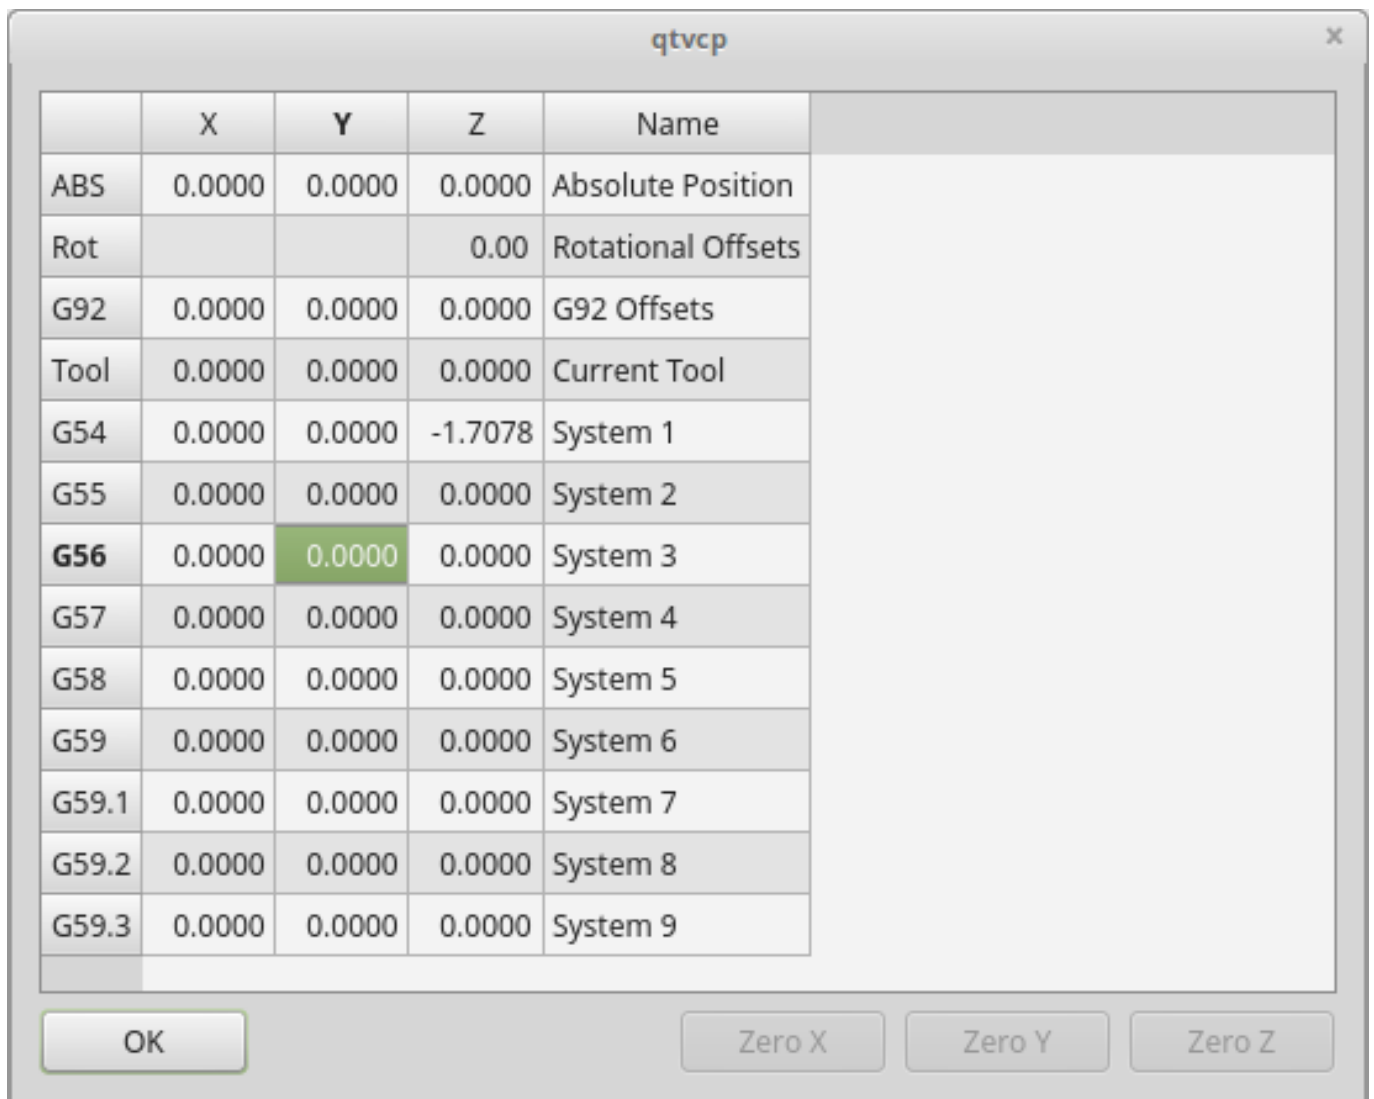 qtvcp ×
X Y Z Name
ABS 0.0000 0.0000 0.0000 Absolute Position
Rot 0.00 Rotational Offsets
G92 0.0000 0.0000 0.0000 G92 Offsets
Tool 0.0000 0.0000 0.0000 Current Tool
G54 0.0000 0.0000 -1.7078 System 1
G55 0.0000 0.0000 0.0000 System 2
G56 0.0000 0.0000 0.0000 System 3
G57 0.0000 0.0000 0.0000 System 4
G58 0.0000 0.0000 0.0000 System 5
G59 0.0000 0.0000 0.0000 System 6
G59.1 0.0000 0.0000 0.0000 System 7
G59.2 0.0000 0.0000 0.0000 System 8
G59.3 0.0000 0.0000 0.0000 System 9
OK Zero X Zero Y Zero Z